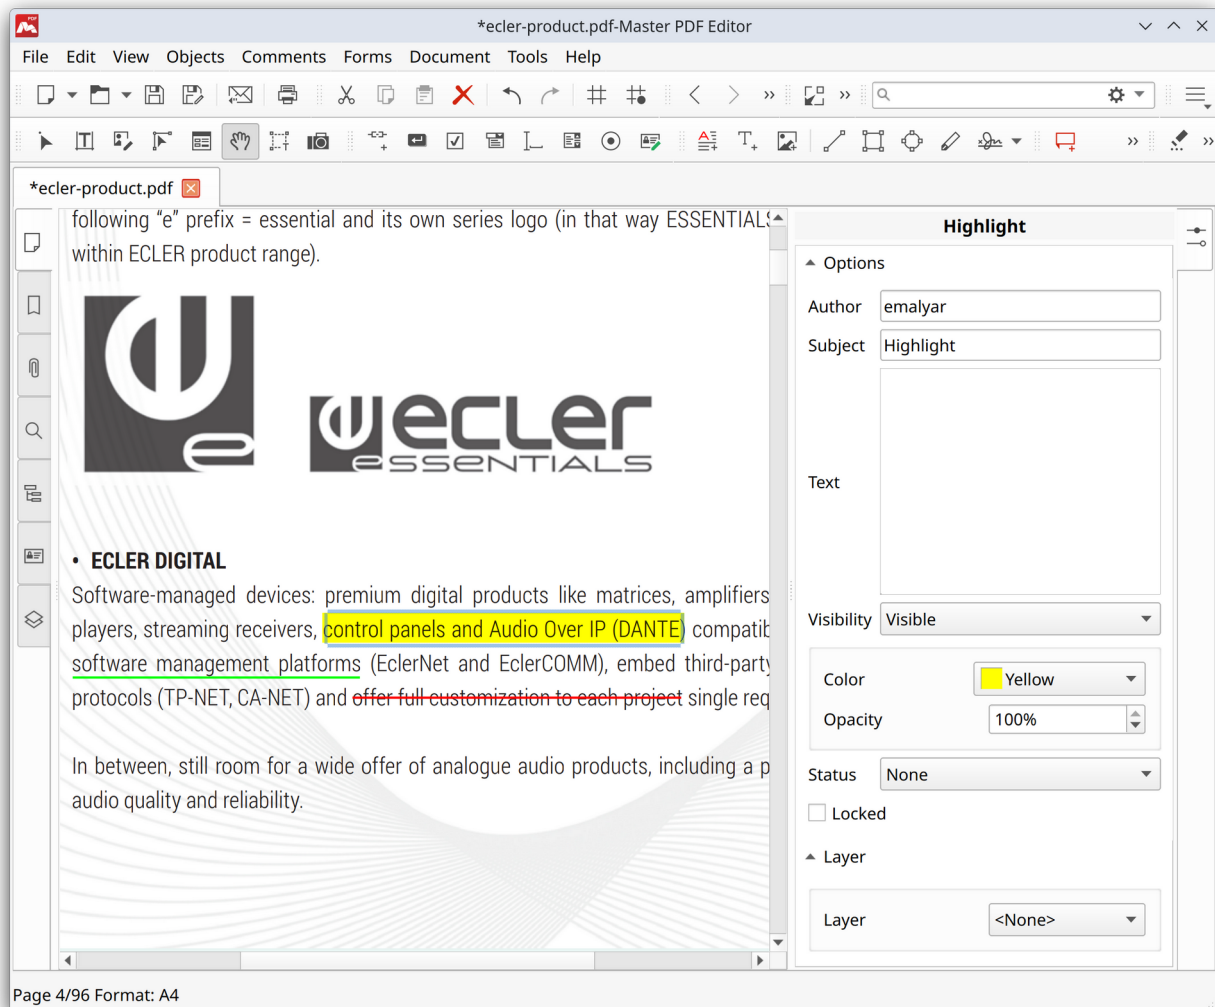 *ecler-product.pdf-Master PDF Editor
File Edit View Objects Comments Forms Document Tools Help
*ecler-product.pdf
following “e” prefix = essential and its own series logo (in that way ESSENTIALS
within ECLER product range).
ecler
essentials
• ECLER DIGITAL
Software-managed devices: premium digital products like matrices, amplifiers
players, streaming receivers, control panels and Audio Over IP (DANTE) compatib
software management platforms (EclerNet and EclerCOMM), embed third-party
protocols (TP-NET, CA-NET) and offer full customization to each project single req
In between, still room for a wide offer of analogue audio products, including a p
audio quality and reliability.
Highlight
Options
Author emalyar
Subject Highlight
Text
Visibility Visible
Color Yellow
Opacity 100%
Status None
Locked
Layer
Layer <None>
Page 4/96 Format: A4